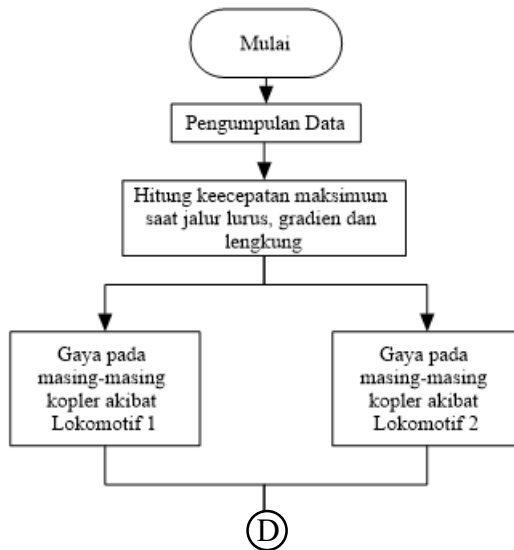 Mulai
Pengumpulan Data
Hitung keecepatan maksimum
saat jalur lurus, gradien dan
lengkung
Gaya pada
masing-masing
kopler akibat
Lokomotif 1
Gaya pada
masing-masing
kopler akibat
Lokomotif 2
D